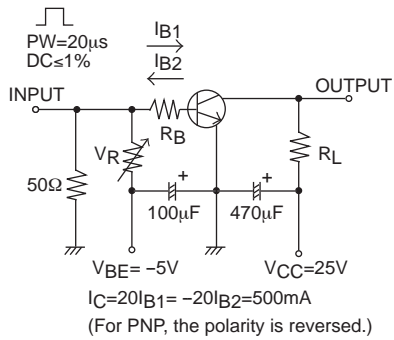 PW=20μs
DC≤1%
IB1
IB2
INPUT
OUTPUT
RB
VR
RL
50Ω
+
+
100μF
470μF
VBE= −5V
VCC=25V
IC=20IB1= −20IB2=500mA
(For PNP, the polarity is reversed.)